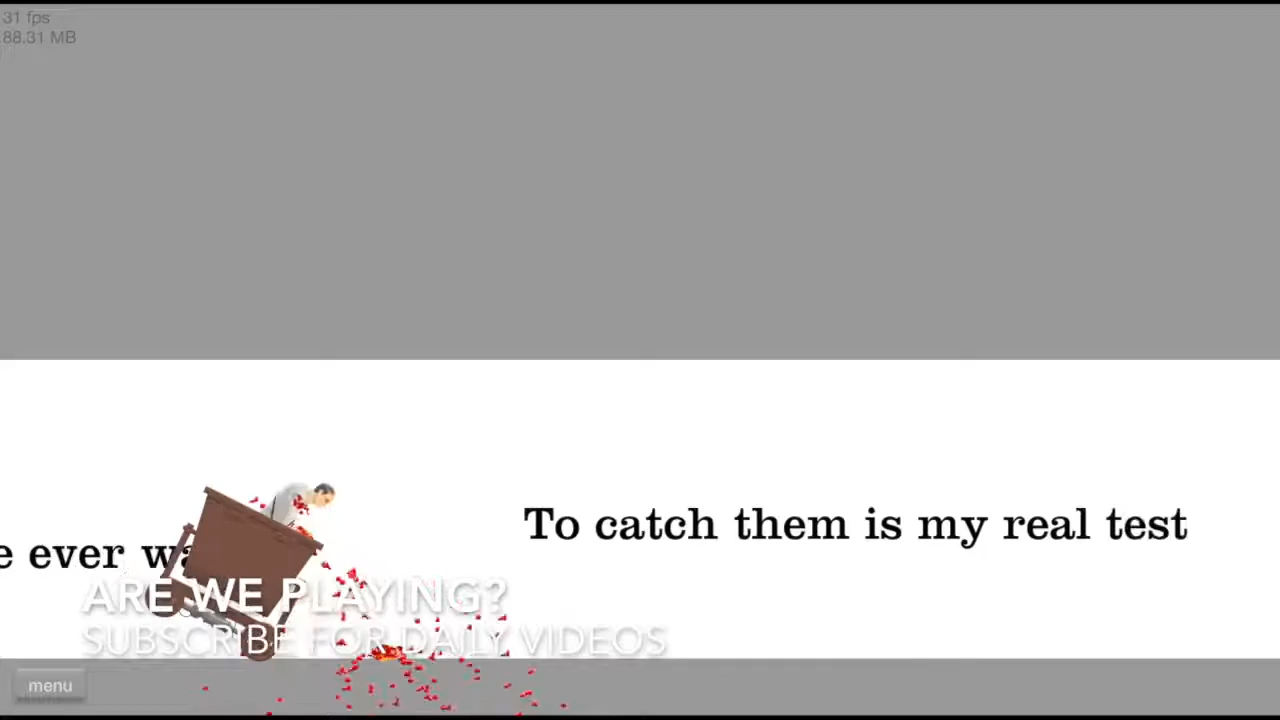 31 fps
88.31 MB
To catch them is my real test
e ever wa
ARE WE PLAYING?
SUBSCRIBE FOR DAILY VIDEOS
menu